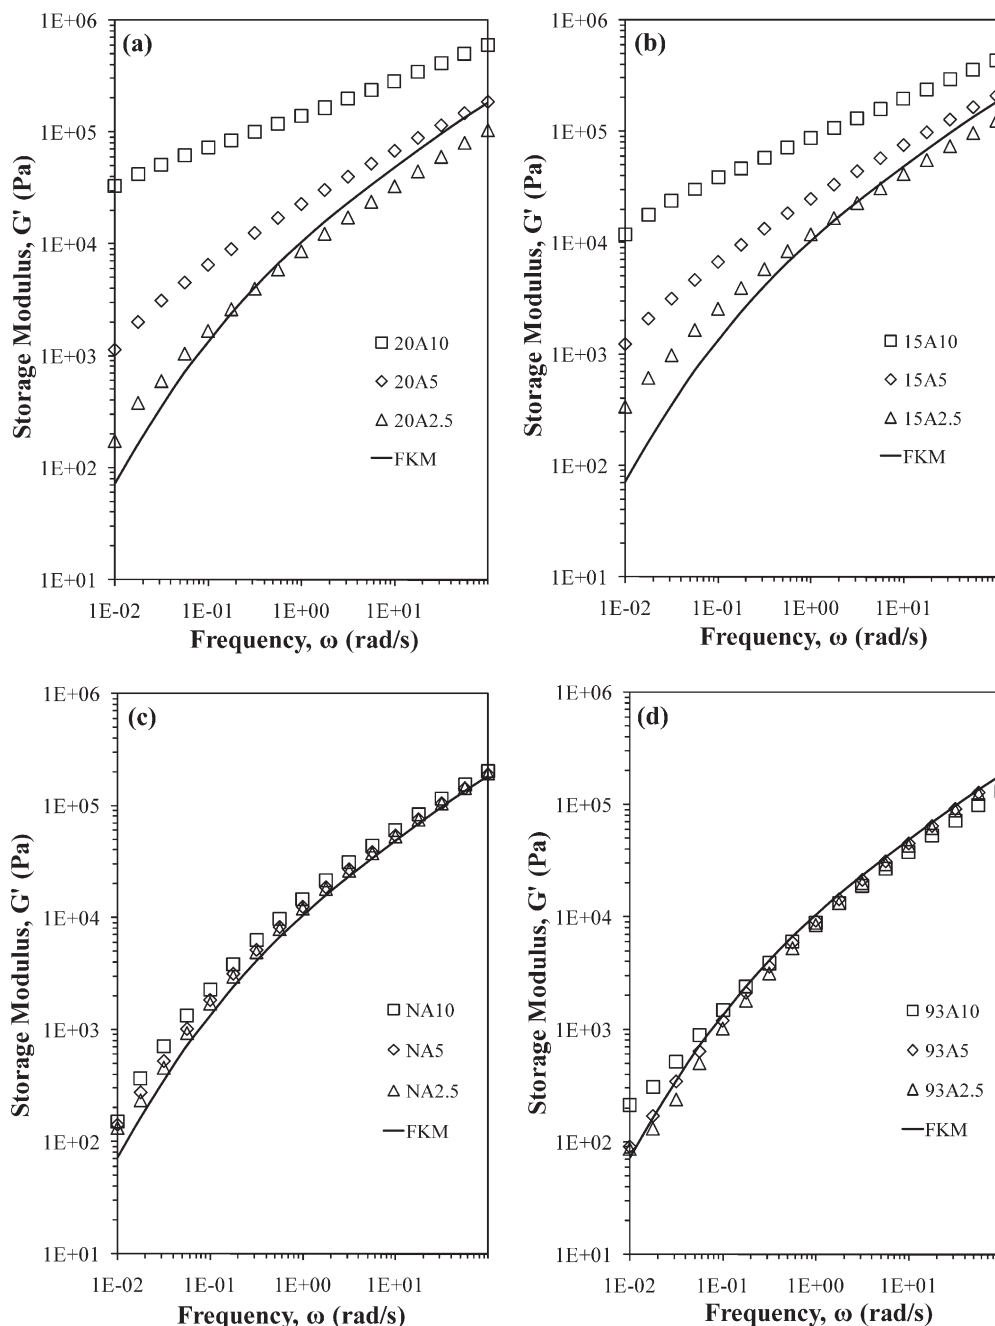 (a)
1E+06
1E+05
1E+04
1E+03
1E+02
1E+01
Storage Modulus, G' (Pa)
20A10
20A5
20A2.5
FKM
1E-02 1E-01 1E+00 1E+01
Frequency, ω (rad/s)
(b)
1E+06
1E+05
1E+04
1E+03
1E+02
1E+01
Storage Modulus, G' (Pa)
15A10
15A5
15A2.5
FKM
1E-02 1E-01 1E+00 1E+01
Frequency, ω (rad/s)
(c)
1E+06
1E+05
1E+04
1E+03
1E+02
1E+01
Storage Modulus, G' (Pa)
NA10
NA5
NA2.5
FKM
1E-02 1E-01 1E+00 1E+01
Frequency, ω (rad/s)
(d)
1E+06
1E+05
1E+04
1E+03
1E+02
1E+01
Storage Modulus, G' (Pa)
93A10
93A5
93A2.5
FKM
1E-02 1E-01 1E+00 1E+01
Frequency, ω (rad/s)